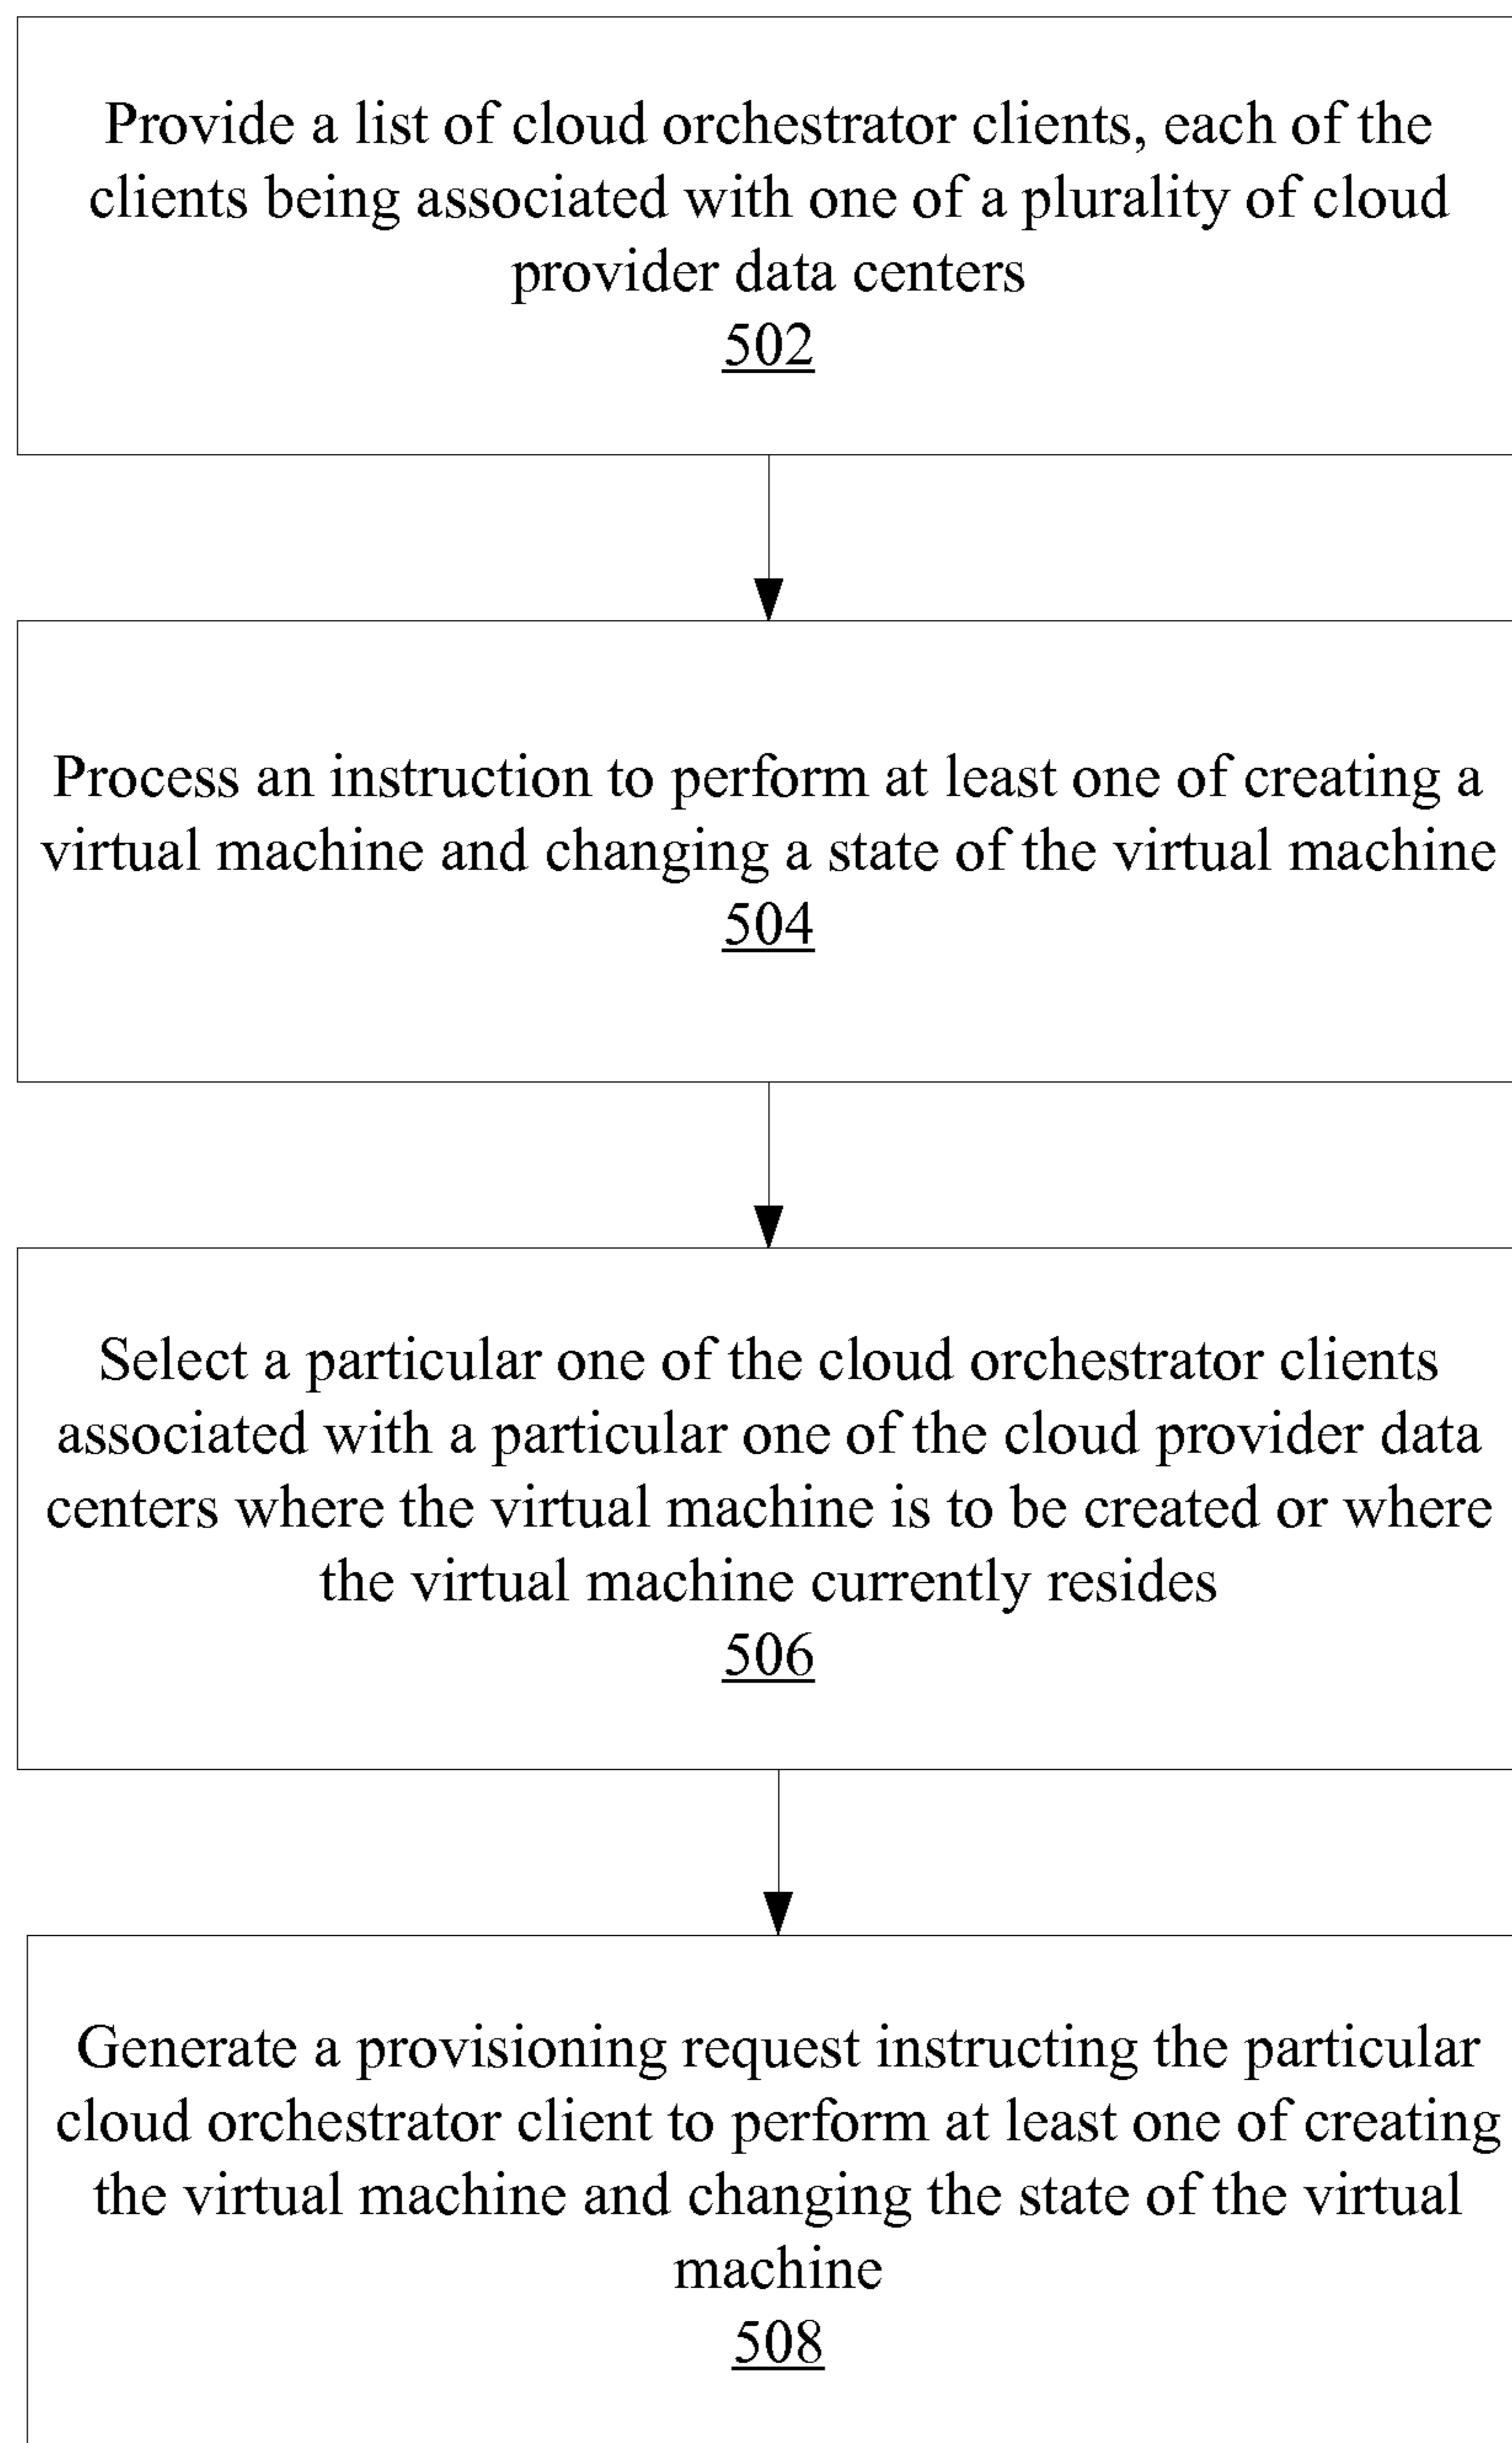 Provide a list of cloud orchestrator clients, each of the
clients being associated with one of a plurality of cloud
provider data centers
502
Process an instruction to perform at least one of creating a
virtual machine and changing a state of the virtual machine
504
Select a particular one of the cloud orchestrator clients
associated with a particular one of the cloud provider data
centers where the virtual machine is to be created or where
the virtual machine currently resides
506
Generate a provisioning request instructing the particular
cloud orchestrator client to perform at least one of creating
the virtual machine and changing the state of the virtual
machine
508